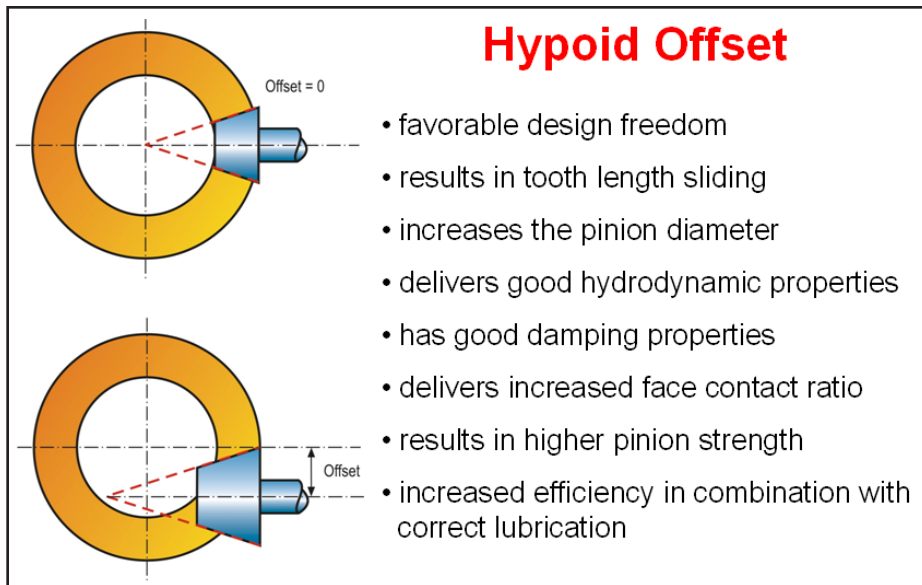 Hypoid Offset
Offset = 0
• favorable design freedom
• results in tooth length sliding
• increases the pinion diameter
• delivers good hydrodynamic properties
• has good damping properties
• delivers increased face contact ratio
• results in higher pinion strength
Offset
• increased efficiency in combination with
correct lubrication